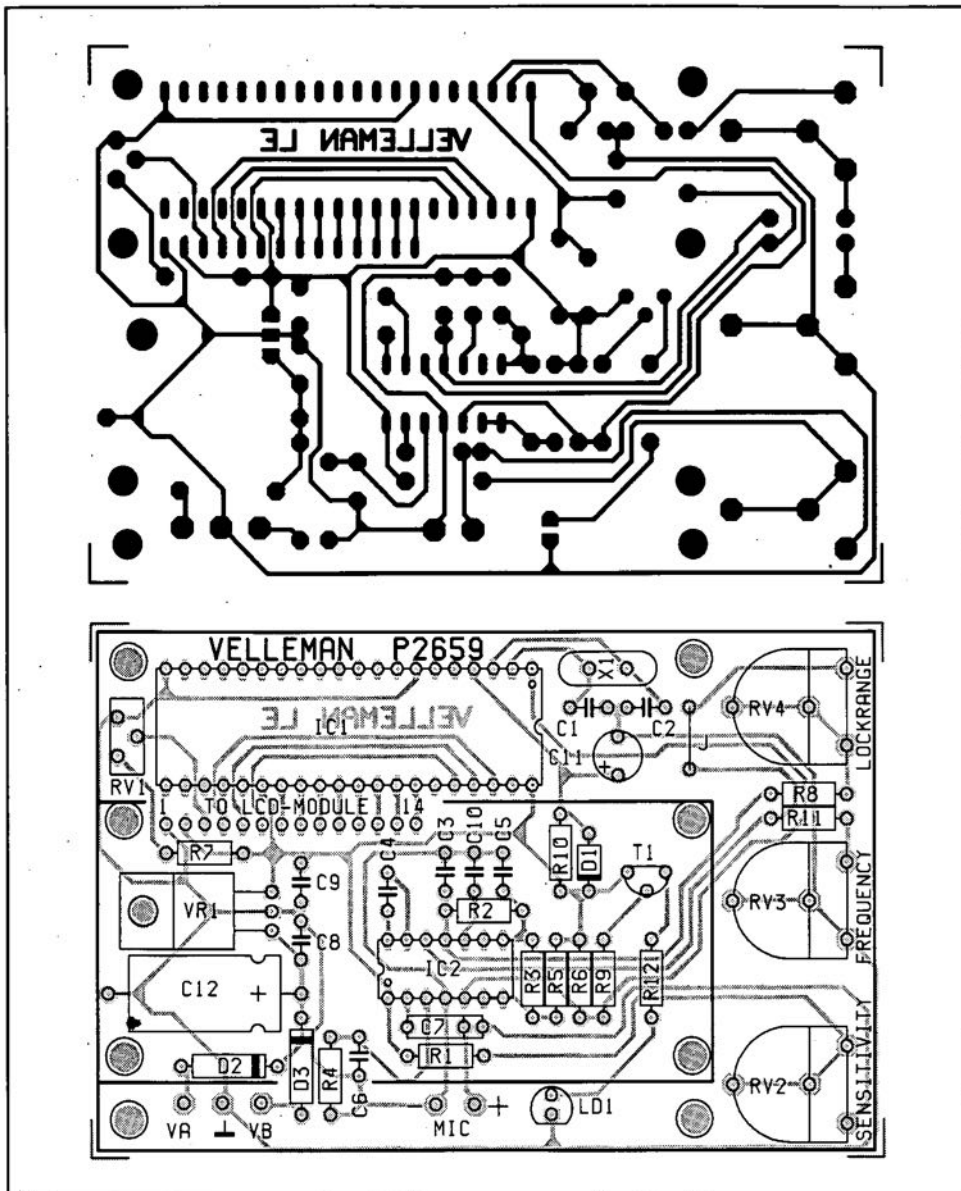 VELLEMAN LE
VELLEMAN P2659
X1
VELLEMAN LE
IC1
C1
C2
C11
+
J
RV4
LOCKRANGE
RV1
1 TO LCD-MODULE 14
R8
R11
R7
C4
C3
C10
C5
R10
D1
T1
C9
VR1
R2
RV3
FREQUENCY
C8
IC2
C12
+
R3
R5
R6
R9
R12
C7
R1
D2
D3
R4
C6
RV2
SENSITIVITY
VA
⊥
VB
-
MIC
+
LD1